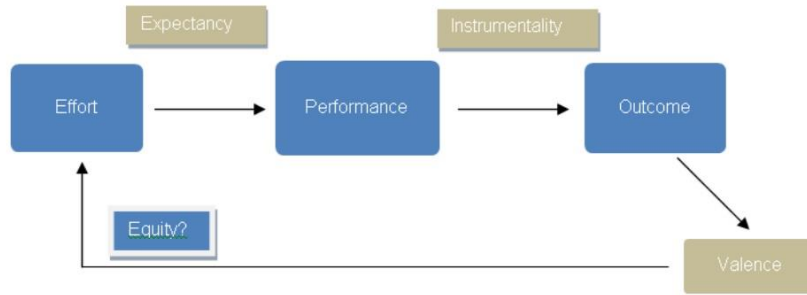 Expectancy
Instrumentality
Effort
Performance
Outcome
Equity?
Valence